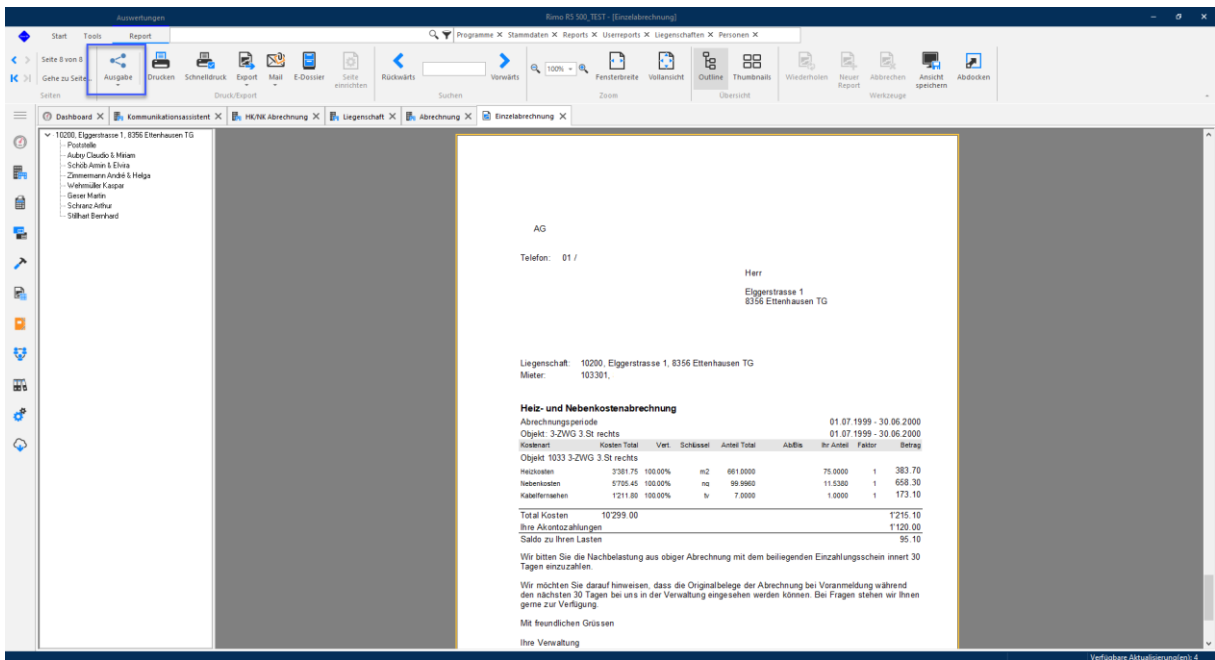 Auswertungen Rimo R5 500_TEST - [Einzelabrechnung]
Start Tools Report Programme X Stammdaten X Reports X Userreports X Liegenschaften X Personen X
Seite 8 von 8
Gehe zu Seite...
Ausgabe Drucken Schnelldruck Export Mail E-Dossier Seite einrichten Rückwärts Vorwärts 100% Fensterbreite Vollansicht Outline Thumbnails Wiederholen Neuer Report Abbrechen Ansicht speichern Abdocken
Seiten Druck/Export Suchen Zoom Übersicht Werkzeuge
Dashboard X Kommunikationsassistent X HK/NK Abrechnung X Liegenschaft X Abrechnung X Einzelabrechnung X
10200, Elggerstrasse 1, 8356 Ettenhausen TG
Poststelle
Aubry Claudio & Miriam
Schöb Armin & Elvira
Zimmermann André & Helga
Wehrmüller Kaspar
Geser Martin
Schranz Arthur
Stillhart Bernhard
AG
Telefon: 01 /
Herr
Elggerstrasse 1
8356 Ettenhausen TG
Liegenschaft: 10200, Elggerstrasse 1, 8356 Ettenhausen TG
Mieter: 103301,
Heiz- und Nebenkostenabrechnung
Abrechnungsperiode 01.07.1999 - 30.06.2000
Objekt: 3-ZWG 3.St rechts 01.07.1999 - 30.06.2000
Kostenart Kosten Total Vert. Schlüssel Anteil Total Ab/Bis Ihr Anteil Faktor Betrag
Objekt 1033 3-ZWG 3.St rechts
Heizkosten 3'381.75 100.00% m2 661.0000 75.0000 1 383.70
Nebenkosten 5'705.45 100.00% nq 99.9960 11.5380 1 658.30
Kabelfernsehen 1'211.80 100.00% tv 7.0000 1.0000 1 173.10
Total Kosten 10'299.00 1'215.10
Ihre Akontozahlungen 1'120.00
Saldo zu Ihren Lasten 95.10
Wir bitten Sie die Nachbelastung aus obiger Abrechnung mit dem beiliegenden Einzahlungsschein innert 30
Tagen einzuzahlen.
Wir möchten Sie darauf hinweisen, dass die Originalbelege der Abrechnung bei Voranmeldung während
den nächsten 30 Tagen bei uns in der Verwaltung eingesehen werden können. Bei Fragen stehen wir Ihnen
gerne zur Verfügung.
Mit freundlichen Grüssen
Ihre Verwaltung
Verfügbare Aktualisierung(en): 4